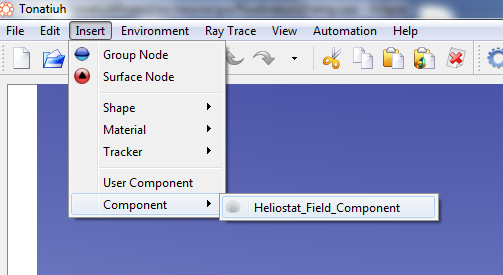 Tonatiuh
File Edit Insert Environment Ray Trace View Automation Help
Group Node
Surface Node
Shape
Material
Tracker
User Component
Component
Heliostat_Field_Component